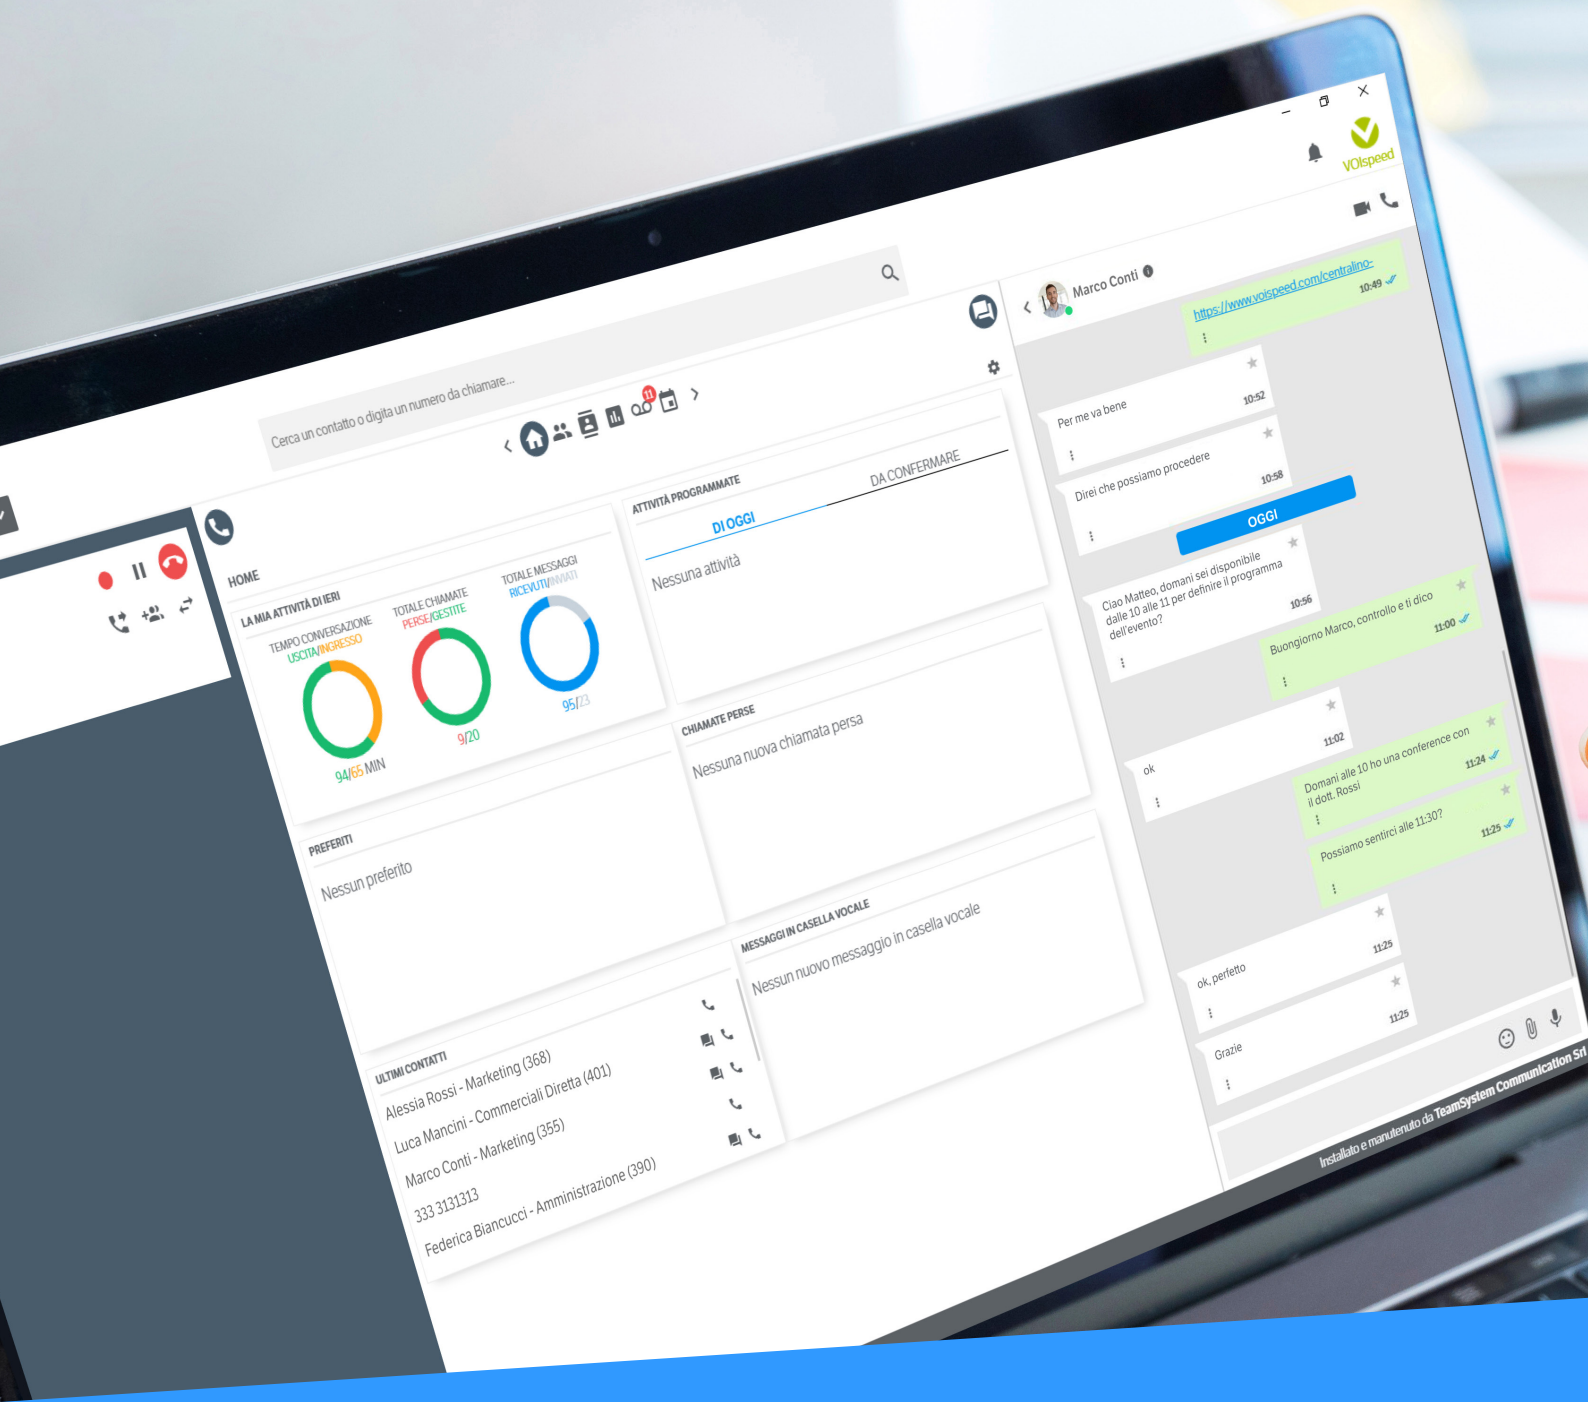 VOIspeed
Cerca un contatto o digita un numero da chiamare...
11
HOME
LA MIA ATTIVITÀ DI IERI
TEMPO CONVERSAZIONE
USCITA/INGRESSO
94/65 MIN
TOTALE CHIAMATE
PERSE/GESTITE
9/20
TOTALE MESSAGGI
RICEVUTI/INVIATI
95/23
ATTIVITÀ PROGRAMMATE
DI OGGI
DA CONFERMARE
Nessuna attività
PREFERITI
Nessun preferito
CHIAMATE PERSE
Nessuna nuova chiamata persa
ULTIMI CONTATTI
Alessia Rossi - Marketing (368)
Luca Mancini - Commerciali Diretta (401)
Marco Conti - Marketing (355)
333 3131313
Federica Biancucci - Amministrazione (390)
MESSAGGI IN CASELLA VOCALE
Nessun nuovo messaggio in casella vocale
Marco Conti
https://www.voispeed.com/centralino-
10:49
Per me va bene
10:52
Direi che possiamo procedere
10:58
OGGI
Ciao Matteo, domani sei disponibile
dalle 10 alle 11 per definire il programma
dell'evento?
10:56
Buongiorno Marco, controllo e ti dico
11:00
ok
11:02
Domani alle 10 ho una conference con
il dott. Rossi
11:24
Possiamo sentirci alle 11:30?
11:25
ok, perfetto
11:25
Grazie
11:25
Installato e manutenuto da TeamSystem Communication Srl